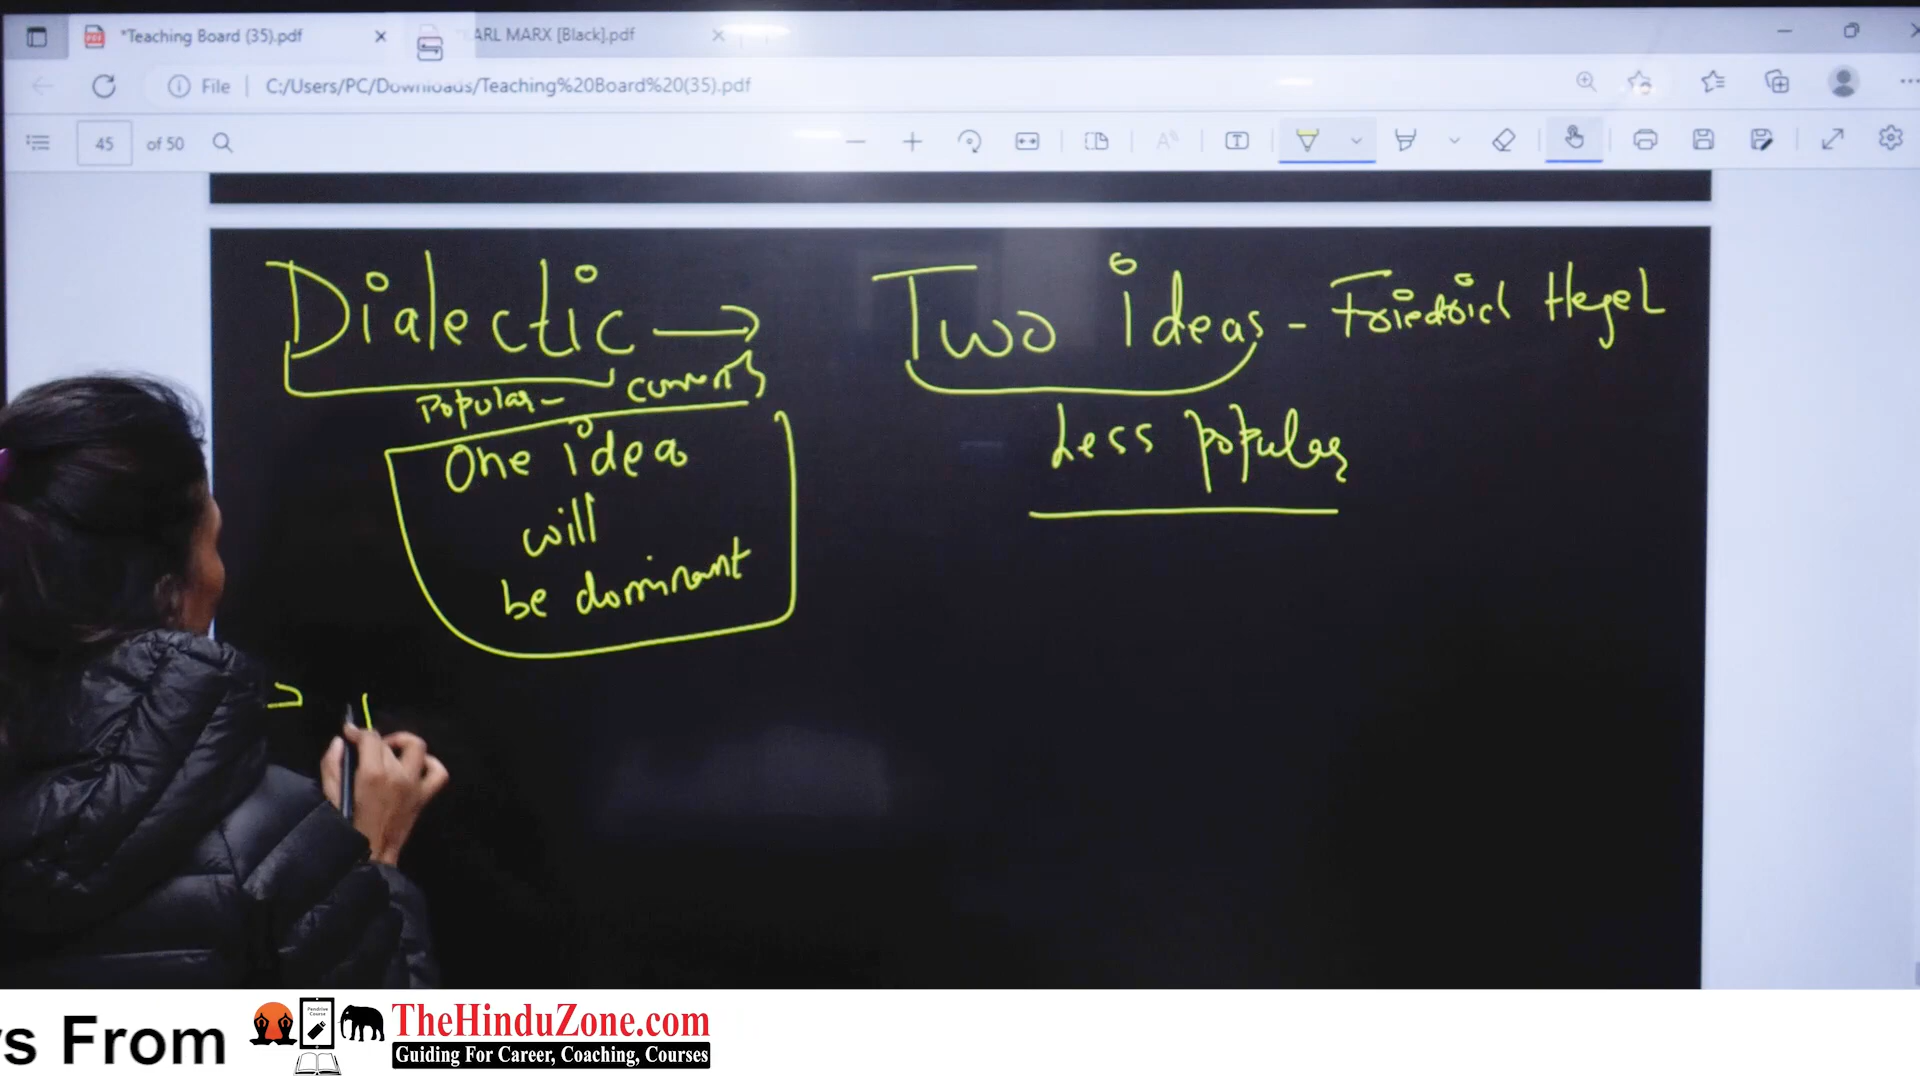 *Teaching Board (35).pdf
ARL MARX [Black].pdf
File
C:/Users/PC/Downloads/Teaching%20Board%20(35).pdf
45 of 50
Dialectic → Two ideas - Friedrich Hegel
Popular -
Less popular
One idea
will
be dominant
s From
Pendrive
Course
TheHinduZone.com
Guiding For Career, Coaching, Courses